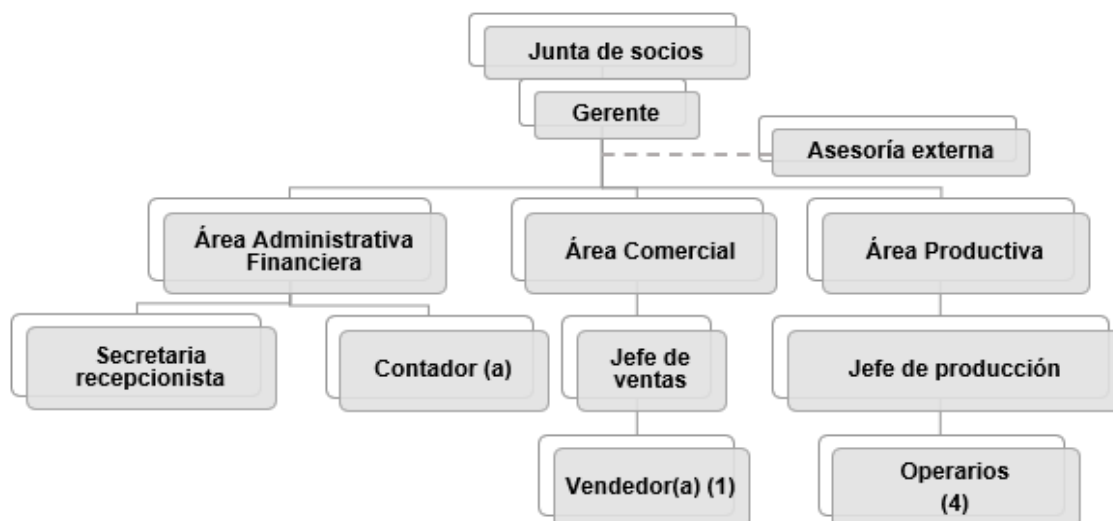 Junta de socios
Gerente
Asesoría externa
Área Administrativa
Financiera
Área Comercial
Área Productiva
Secretaria
recepcionista
Contador (a)
Jefe de
ventas
Jefe de producción
Vendedor(a) (1)
Operarios
(4)